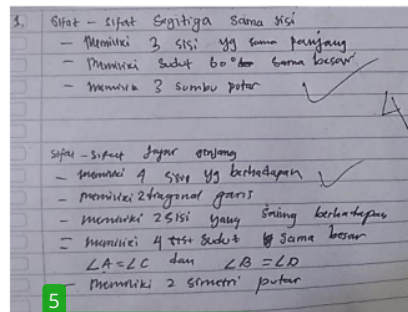 1. Sifat - sifat Segitiga Sama sisi
- Memiliki 3 sisi yg sama panjang
- Memiliki Sudut 60° sama besar
- Memiliki 3 sumbu putar
4
Sifat - Sifat Jajar genjang
- memiliki 4 yg berhadapan
- memiliki 2 diagonal garis
- memiliki 2 sisi yang saling berhadapan
- memiliki 4 sudut sama besar
∠A = ∠C dan ∠B = ∠D
- Memiliki 2 simetri putar
5